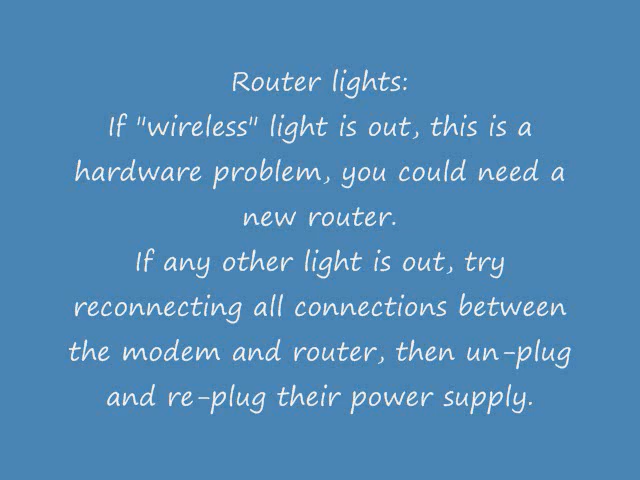 Router lights:
If "wireless" light is out, this is a
hardware problem, you could need a
new router.
If any other light is out, try
reconnecting all connections between
the modem and router, then un-plug
and re-plug their power supply.